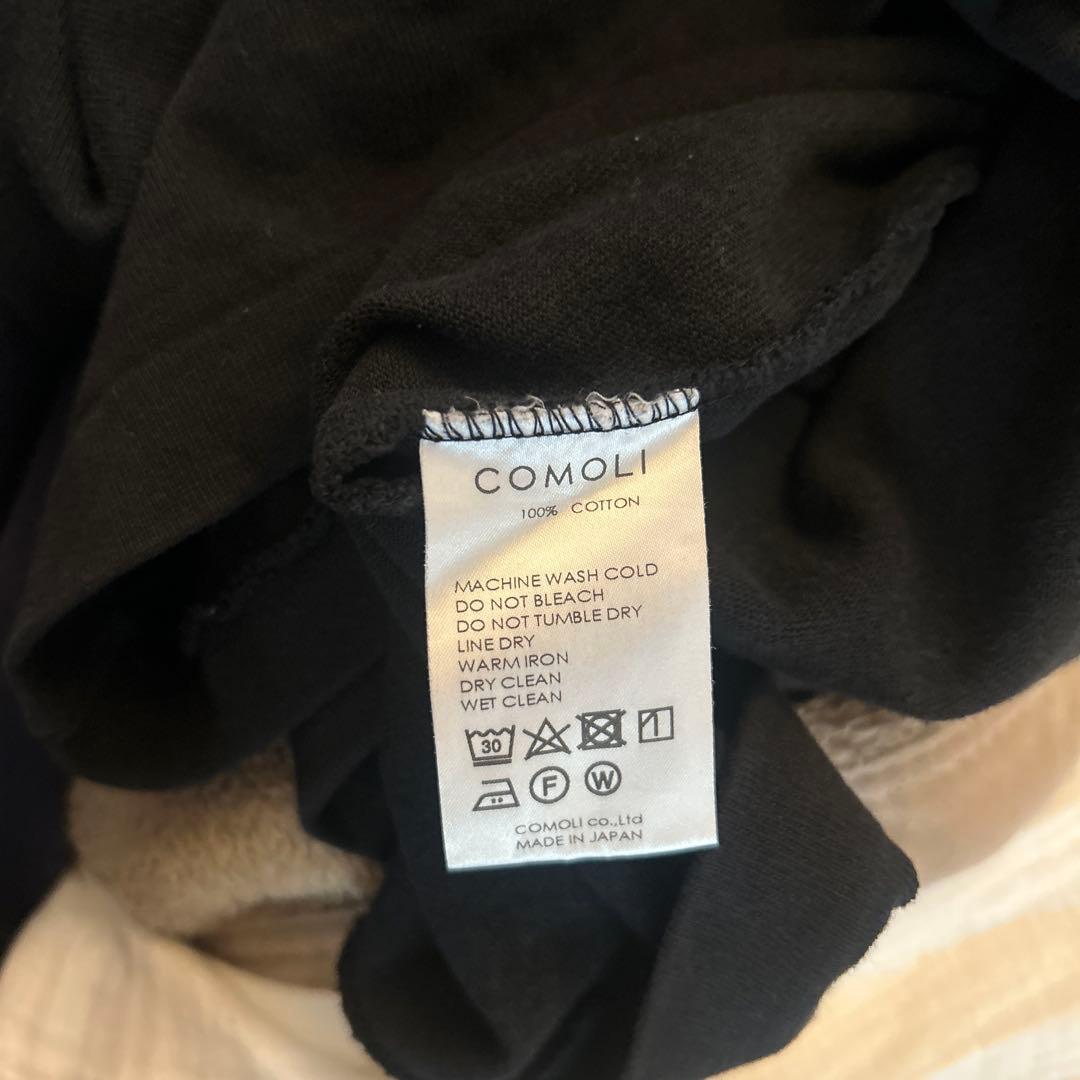 COMOLI
100% COTTON
MACHINE WASH COLD
DO NOT BLEACH
DO NOT TUMBLE DRY
LINE DRY
WARM IRON
DRY CLEAN
WET CLEAN
30
F W
COMOLI co.,Ltd
MADE IN JAPAN